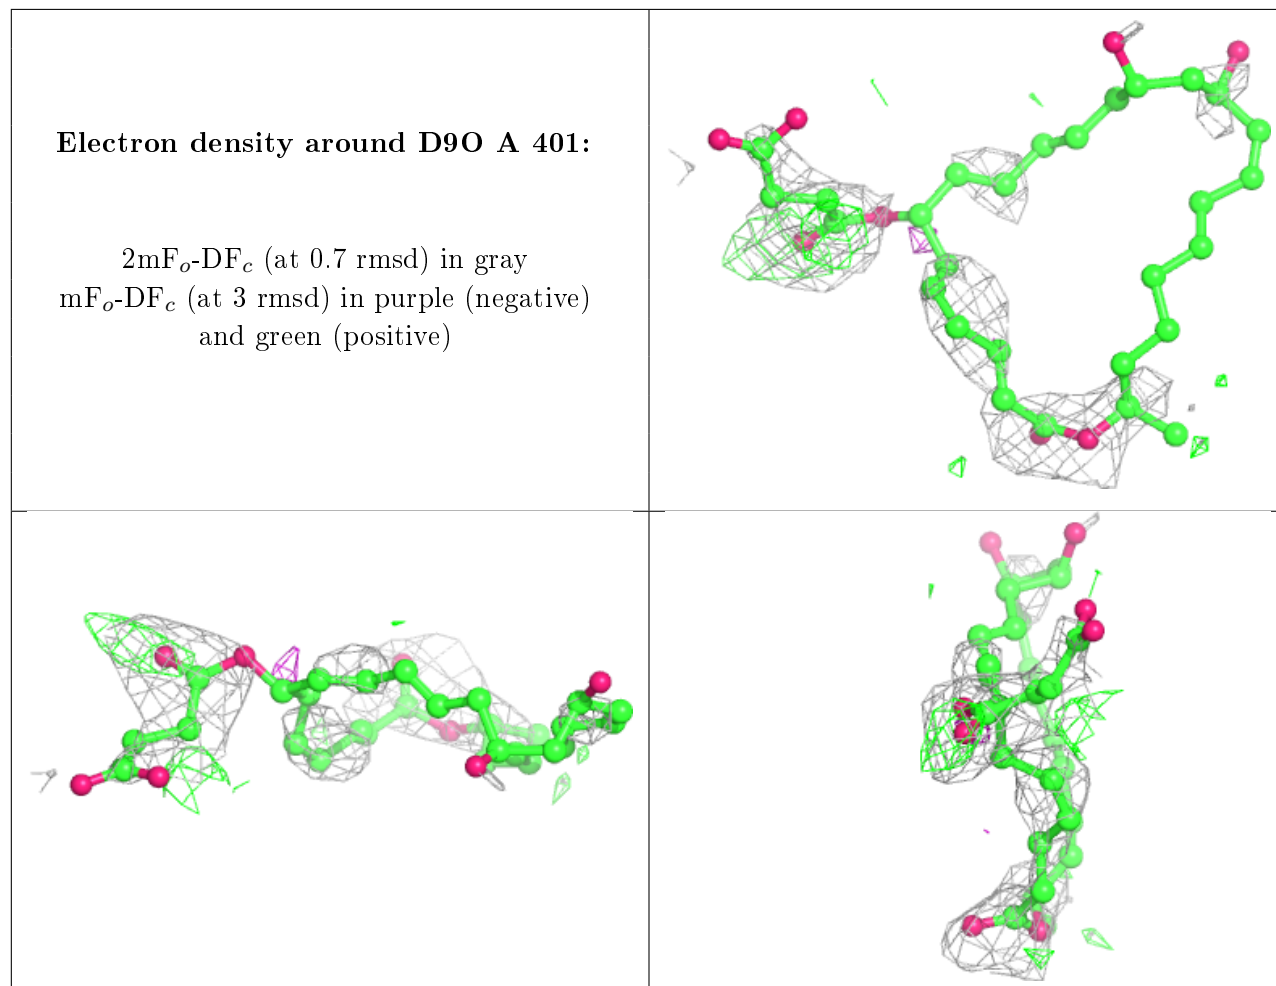 Electron density around D9O A 401:
2mFo-DFc (at 0.7 rmsd) in gray
mFo-DFc (at 3 rmsd) in purple (negative)
and green (positive)